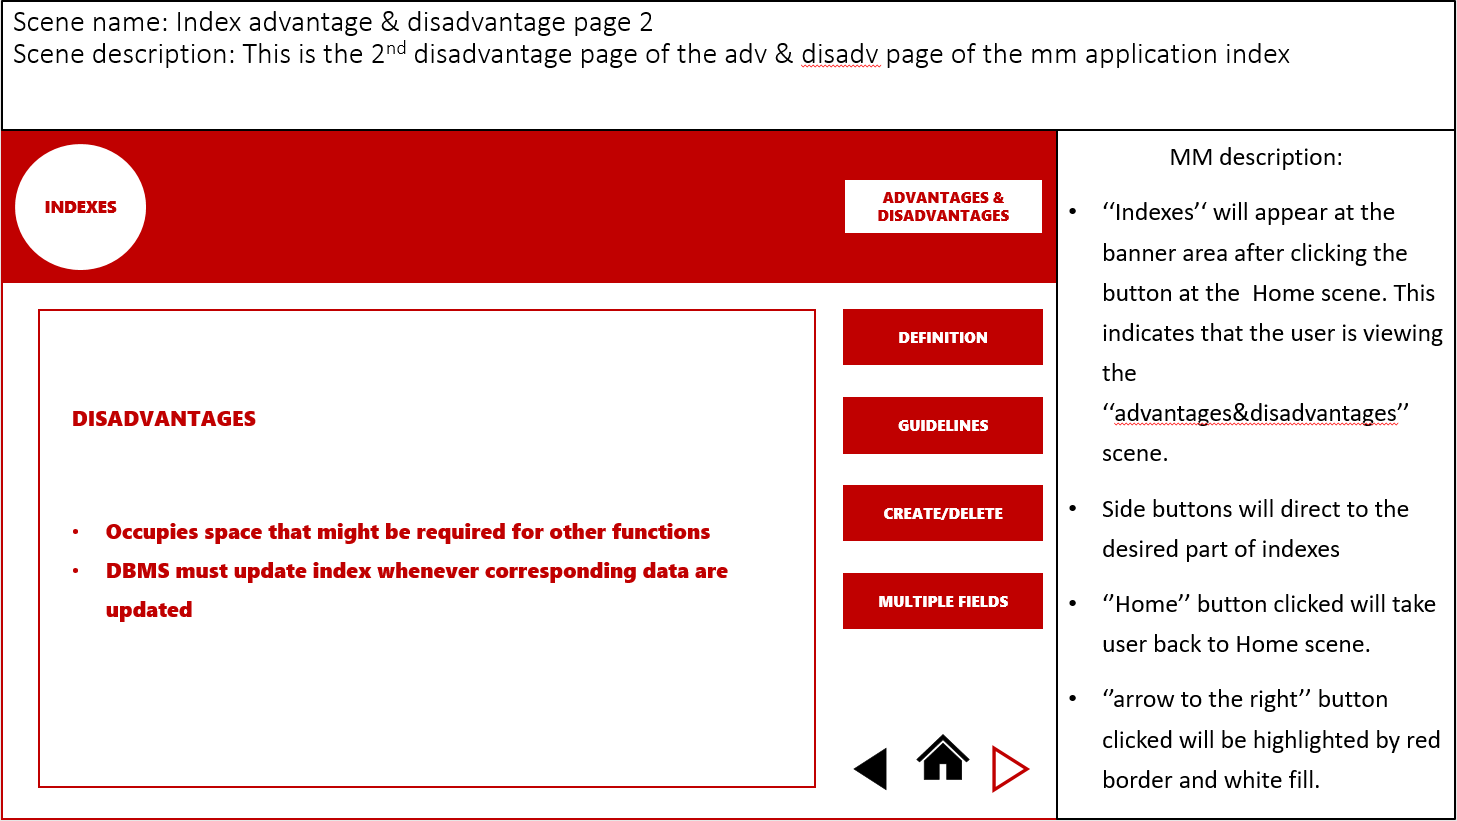 Scene name: Index advantage & disadvantage page 2
Scene description: This is the 2nd disadvantage page of the adv & disadv page of the mm application index
INDEXES
ADVANTAGES &
DISADVANTAGES
DISADVANTAGES
• Occupies space that might be required for other functions
• DBMS must update index whenever corresponding data are
updated
DEFINITION
GUIDELINES
CREATE/DELETE
MULTIPLE FIELDS
MM description:
• ‘‘Indexes’‘ will appear at the
banner area after clicking the
button at the  Home scene. This
indicates that the user is viewing
the
‘‘advantages&disadvantages’’
scene.
• Side buttons will direct to the
desired part of indexes
• ‘’Home’’ button clicked will take
user back to Home scene.
• ‘’arrow to the right’’ button
clicked will be highlighted by red
border and white fill.